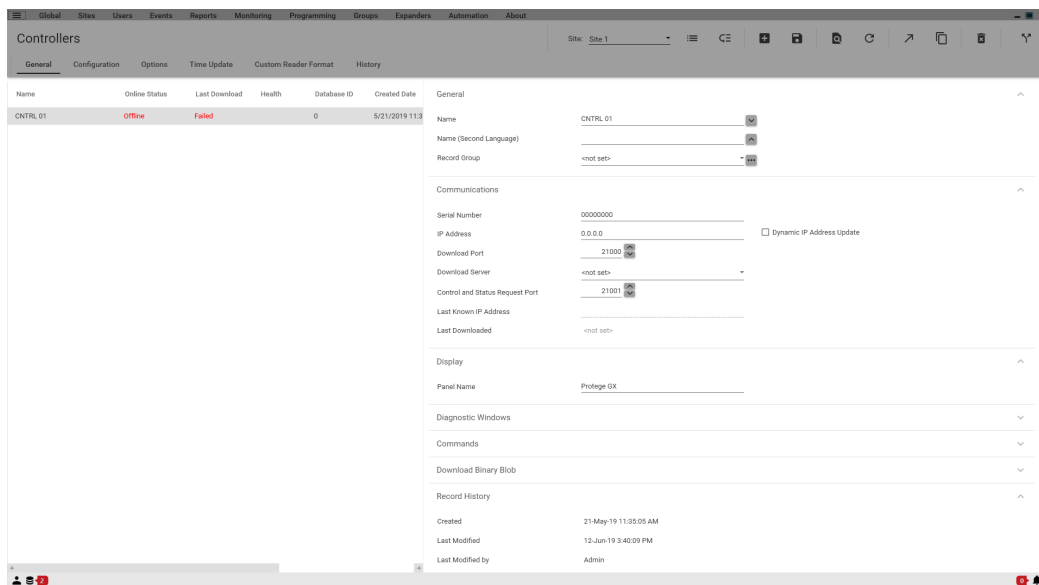 Global Sites Users Events Reports Monitoring Programming Groups Expanders Automation About
Controllers
Site: Site 1
General Configuration Options Time Update Custom Reader Format History
Name Online Status Last Download Health Database ID Created Date
CNTRL 01 Offline Failed 0 5/21/2019 11:3
General
Name CNTRL 01
Name (Second Language)
Record Group <not set>
Communications
Serial Number 00000000
IP Address 0.0.0.0 Dynamic IP Address Update
Download Port 21000
Download Server <not set>
Control and Status Request Port 21001
Last Known IP Address
Last Downloaded <not set>
Display
Panel Name Protege GX
Diagnostic Windows
Commands
Download Binary Blob
Record History
Created 21-May-19 11:35:05 AM
Last Modified 12-Jun-19 3:40:09 PM
Last Modified by Admin
2 0